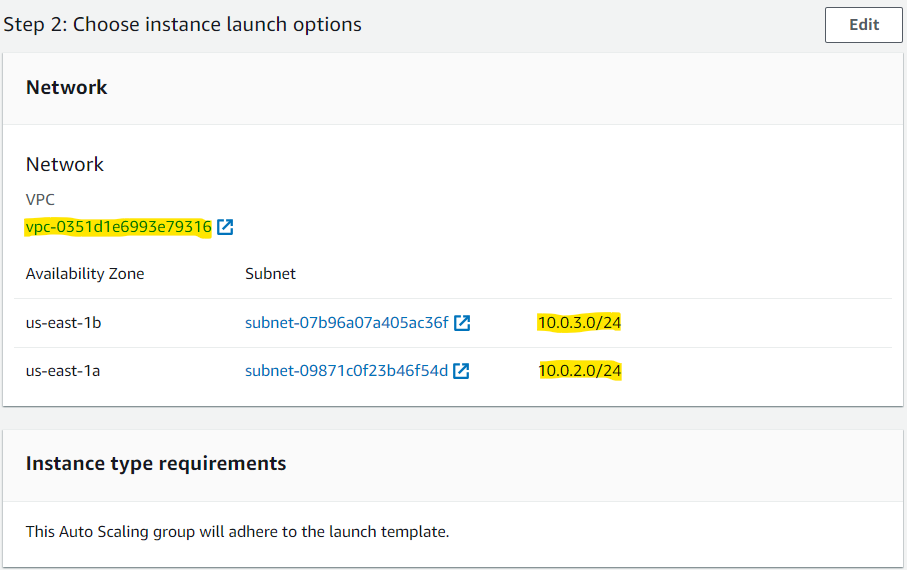 Step 2: Choose instance launch options
Edit
Network
Network
VPC
vpc-0351d1e6993e79316
Availability Zone Subnet
us-east-1b subnet-07b96a07a405ac36f 10.0.3.0/24
us-east-1a subnet-09871c0f23b46f54d 10.0.2.0/24
Instance type requirements
This Auto Scaling group will adhere to the launch template.